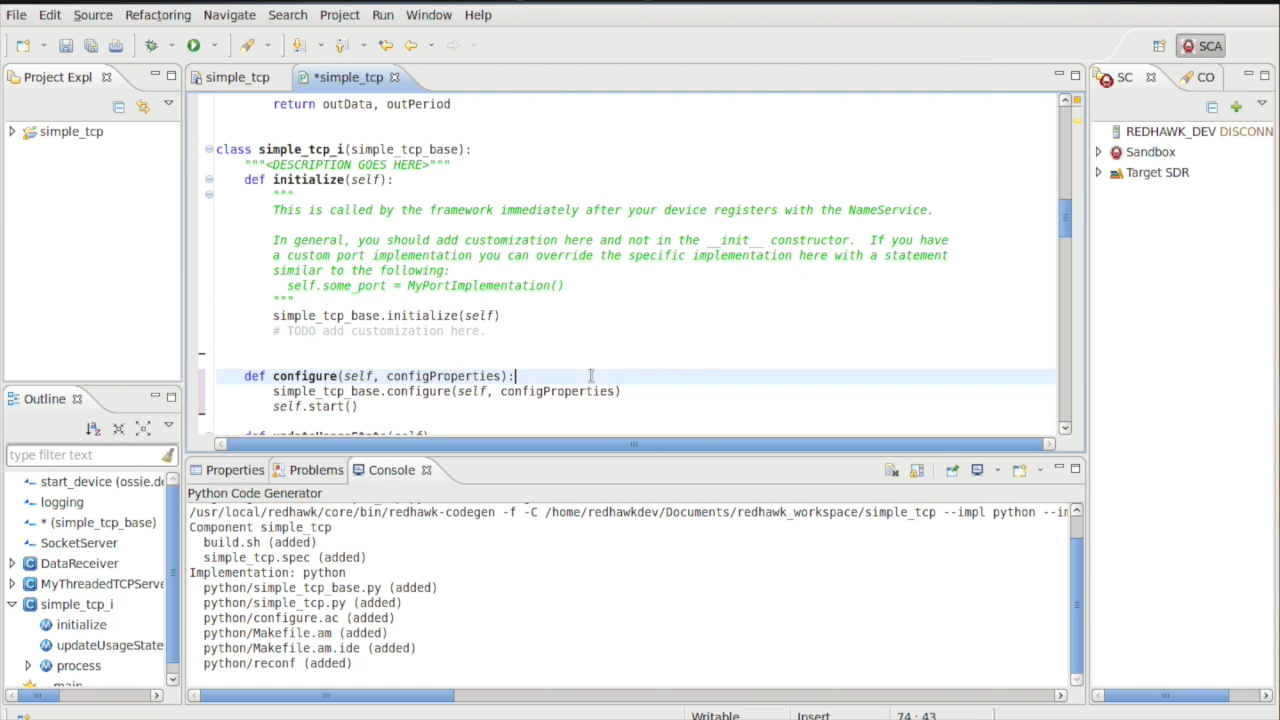 File Edit Source Refactoring Navigate Search Project Run Window Help
SCA
Project Expl
simple_tcp
*simple_tcp
SC
CO
simple_tcp
return outData, outPeriod
class simple_tcp_i(simple_tcp_base):
"""<DESCRIPTION GOES HERE>"""
def initialize(self):
"""
This is called by the framework immediately after your device registers with the NameService.
In general, you should add customization here and not in the __init__ constructor.  If you have
a custom port implementation you can override the specific implementation here with a statement
similar to the following:
self.some_port = MyPortImplementation()
"""
simple_tcp_base.initialize(self)
# TODO add customization here.
def configure(self, configProperties):
simple_tcp_base.configure(self, configProperties)
self.start()
def updateUsageState(self):
REDHAWK_DEV DISCONN
Sandbox
Target SDR
Outline
type filter text
start_device (ossie.de
logging
* (simple_tcp_base)
SocketServer
DataReceiver
MyThreadedTCPServe
simple_tcp_i
initialize
updateUsageState
process
main
Properties
Problems
Console
Python Code Generator
/usr/local/redhawk/core/bin/redhawk-codegen -f -C /home/redhawkdev/Documents/redhawk_workspace/simple_tcp --impl python --im
Component simple_tcp
build.sh (added)
simple_tcp.spec (added)
Implementation: python
python/simple_tcp_base.py (added)
python/simple_tcp.py (added)
python/configure.ac (added)
python/Makefile.am (added)
python/Makefile.am.ide (added)
python/reconf (added)
Writable
Insert
74 : 43